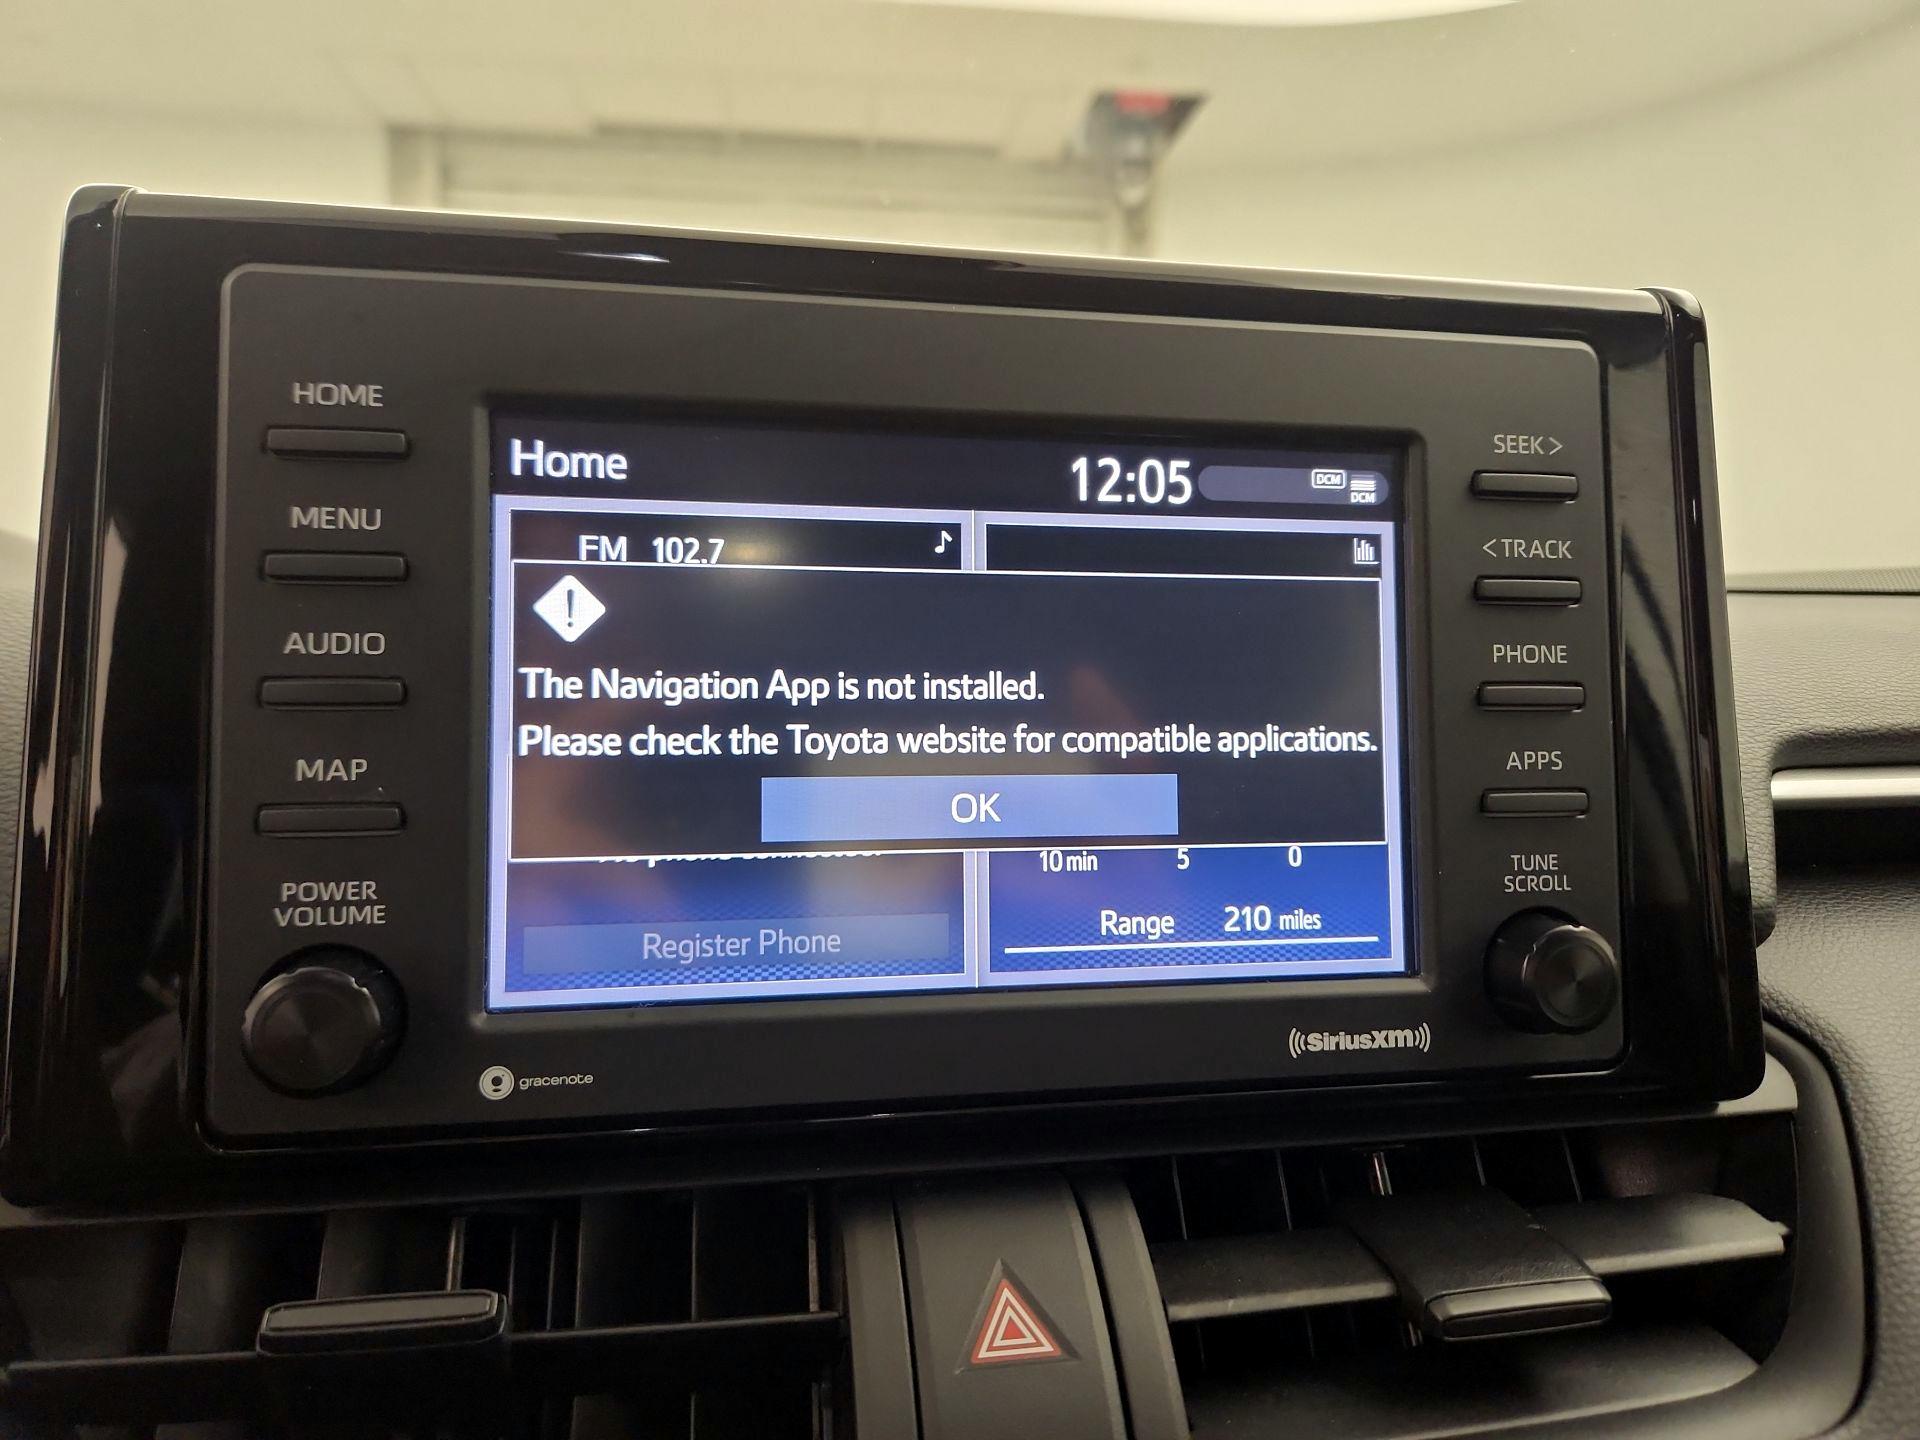 HOME
MENU
AUDIO
MAP
POWER
VOLUME
Home
12:05
DCM
DCM
FM 102.7
The Navigation App is not installed.
Please check the Toyota website for compatible applications.
OK
10 min 5 0
Register Phone
Range 210 miles
SEEK >
< TRACK
PHONE
APPS
TUNE
SCROLL
gracenote
SiriusXM